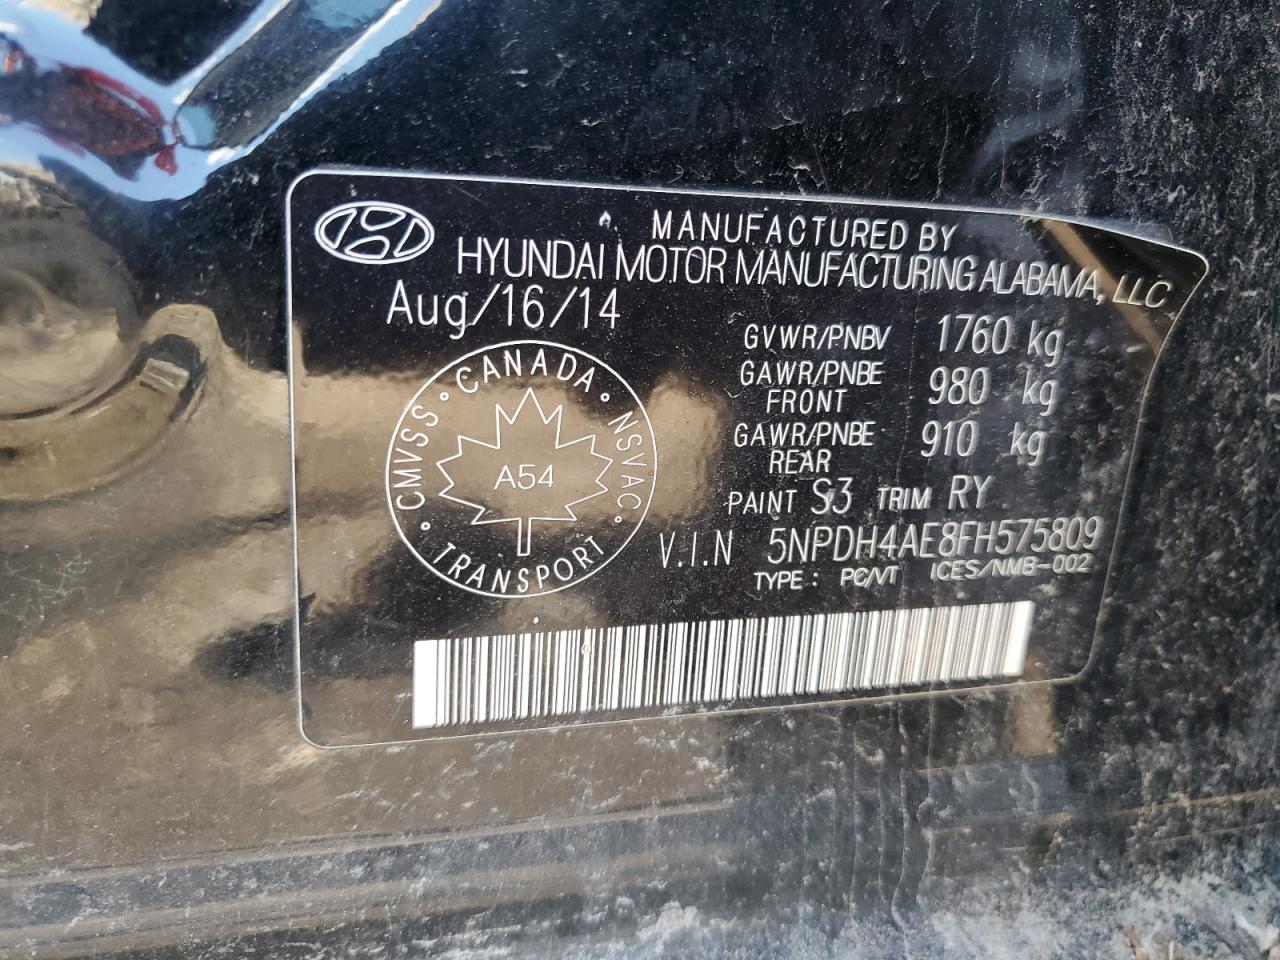 MANUFACTURED BY
HYUNDAI MOTOR MANUFACTURING ALABAMA, LLC
Aug/16/14
GVWR/PNBV 1760 kg
GAWR/PNBE FRONT 980 kg
GAWR/PNBE REAR 910 kg
PAINT S3 TRIM RY
V.I.N 5NPDH4AE8FH575809
TYPE: PC/VT ICES/NMB-002
CANADA
CMVSS
NSVAC
TRANSPORT
A54